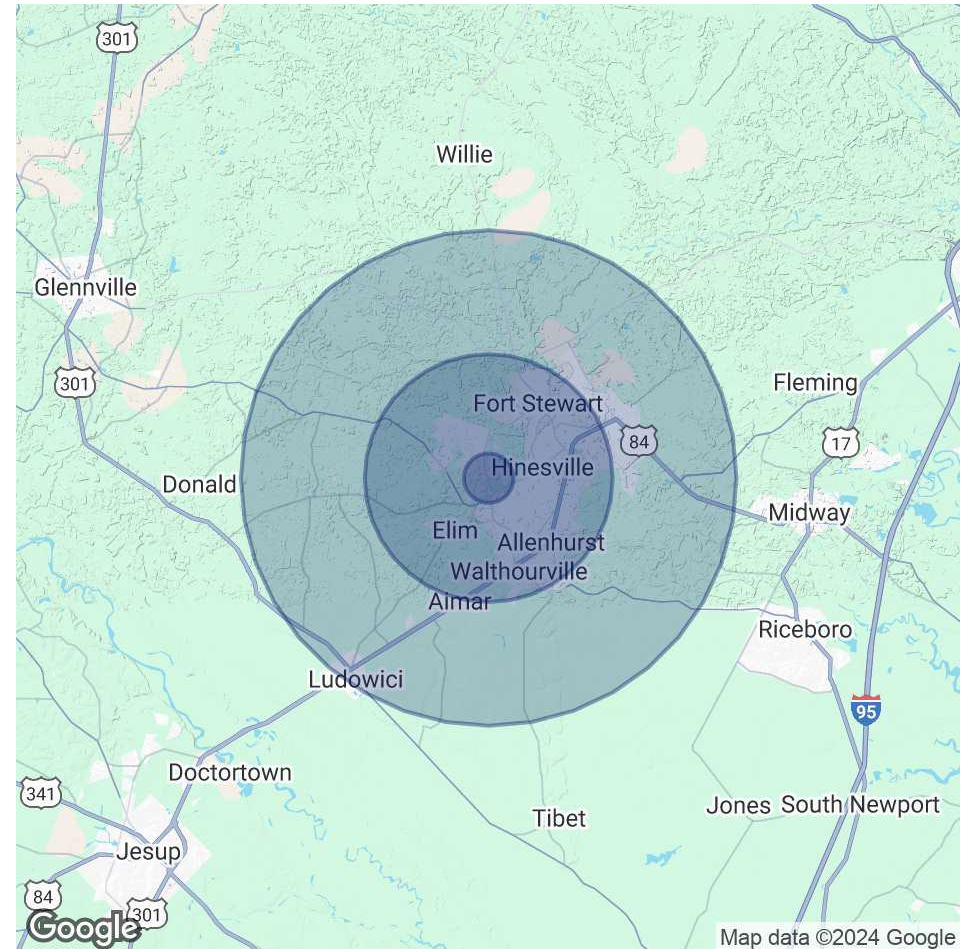 301
Willie
Glennville
301
Fleming
Fort Stewart
84
17
Hinesville
Donald
Midway
Elim
Allenhurst
Walthourville
Aimar
Riceboro
Ludowici
95
Doctortown
341
Jones
South Newport
Tibet
Jesup
84
301
Google
Map data ©2024 Google